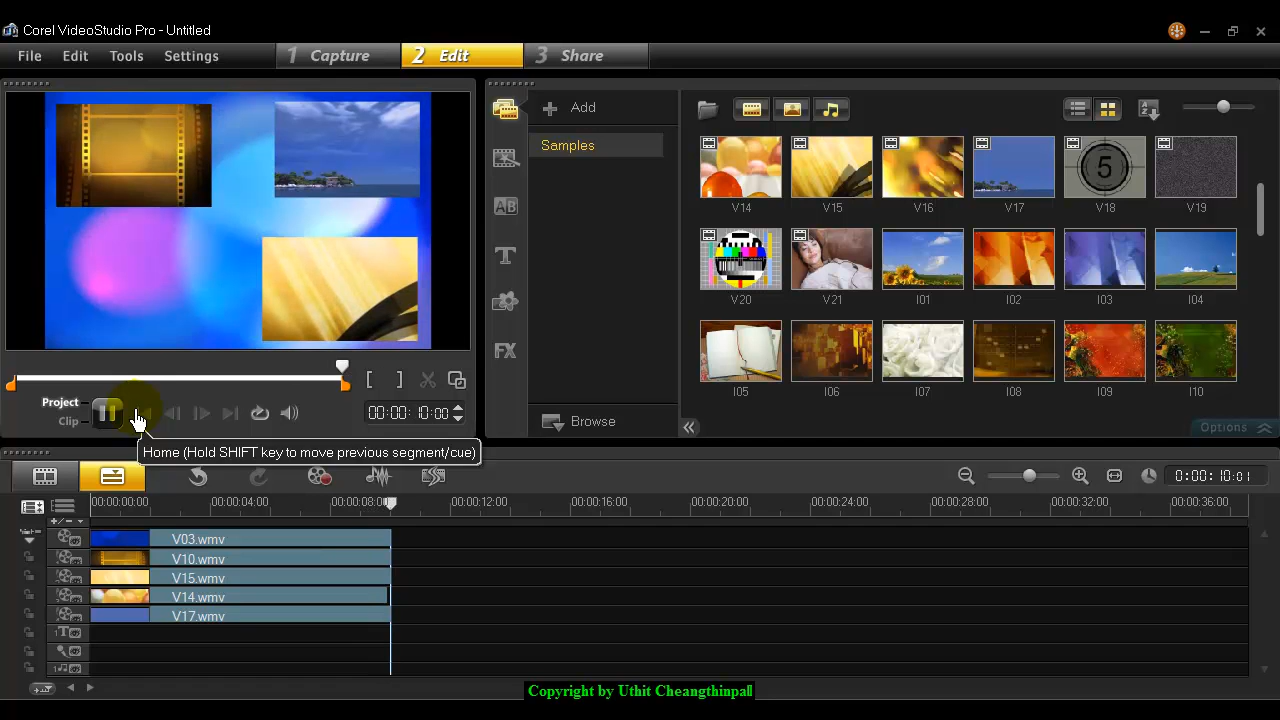 Corel VideoStudio Pro - Untitled
File Edit Tools Settings 1 Capture 2 Edit 3 Share
Add
Samples
V14 V15 V16 V17 V18 V19
5
V20 V21 I01 I02 I03 I04
I05 I06 I07 I08 I09 I10
Project
Clip
[ ]
00:00:10:00
Browse
Options
Home (Hold SHIFT key to move previous segment/cue)
0:00:10:01
00:00:00:00 00:00:04:00 00:00:08:00 00:00:12:00 00:00:16:00 00:00:20:00 00:00:24:00 00:00:28:00 00:00:32:00 00:00:36:00
V03.wmv
V10.wmv
V15.wmv
V14.wmv
V17.wmv
AB
T
FX
1T
Copyright by Uthit Cheangthinpall